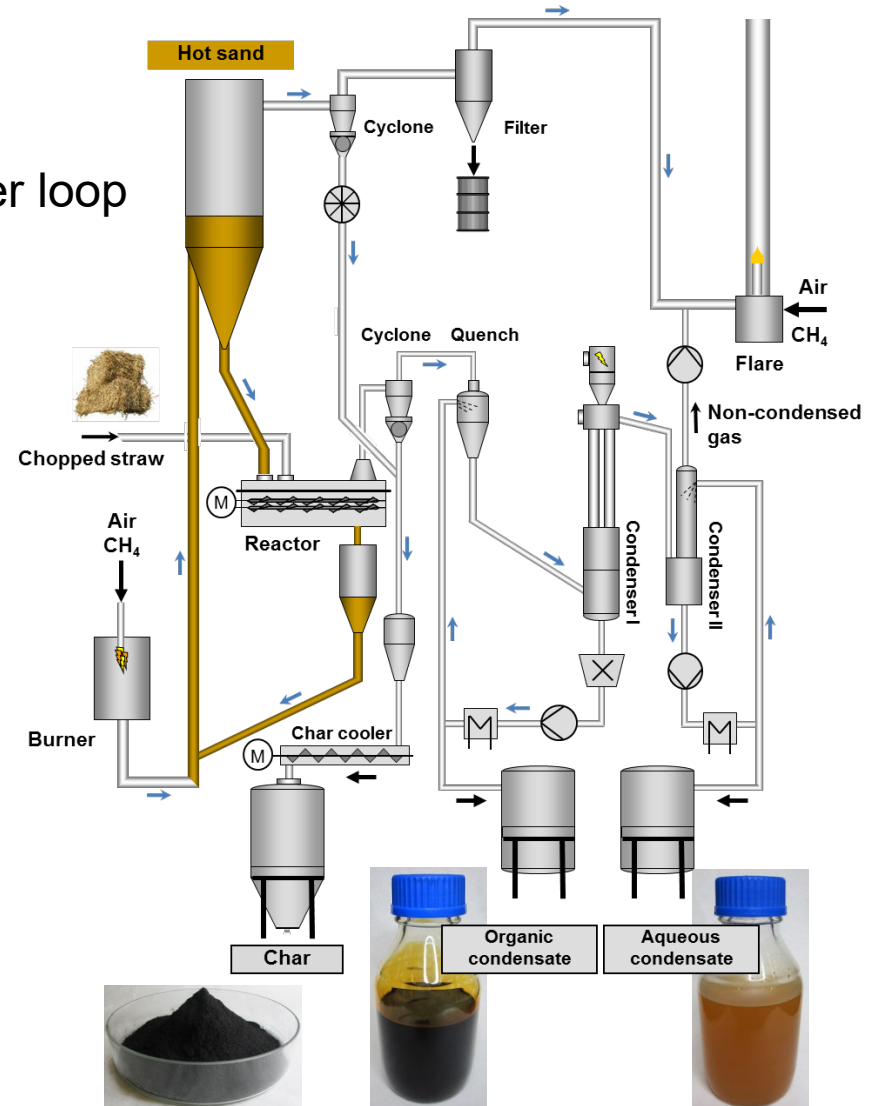 Hot sand
Cyclone
Filter
er loop
Air
CH₄
Flare
Cyclone
Quench
Non-condensed
gas
Chopped straw
M
Reactor
Condenser I
Condenser II
Air
CH₄
Burner
Char cooler
M
Char
Organic
condensate
Aqueous
condensate